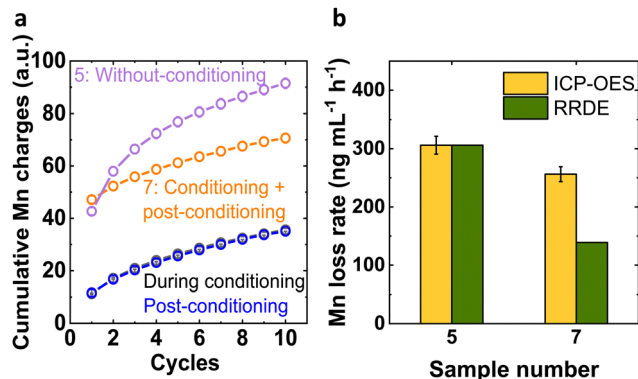 a
Cumulative Mn charges (a.u.)
100
80
60
40
20
0
5: Without-conditioning
7: Conditioning +
post-conditioning
During conditioning
Post-conditioning
0 2 4 6 8 10
Cycles
b
Mn loss rate (ng mL⁻¹ h⁻¹)
400
300
200
100
0
ICP-OES
RRDE
5 7
Sample number